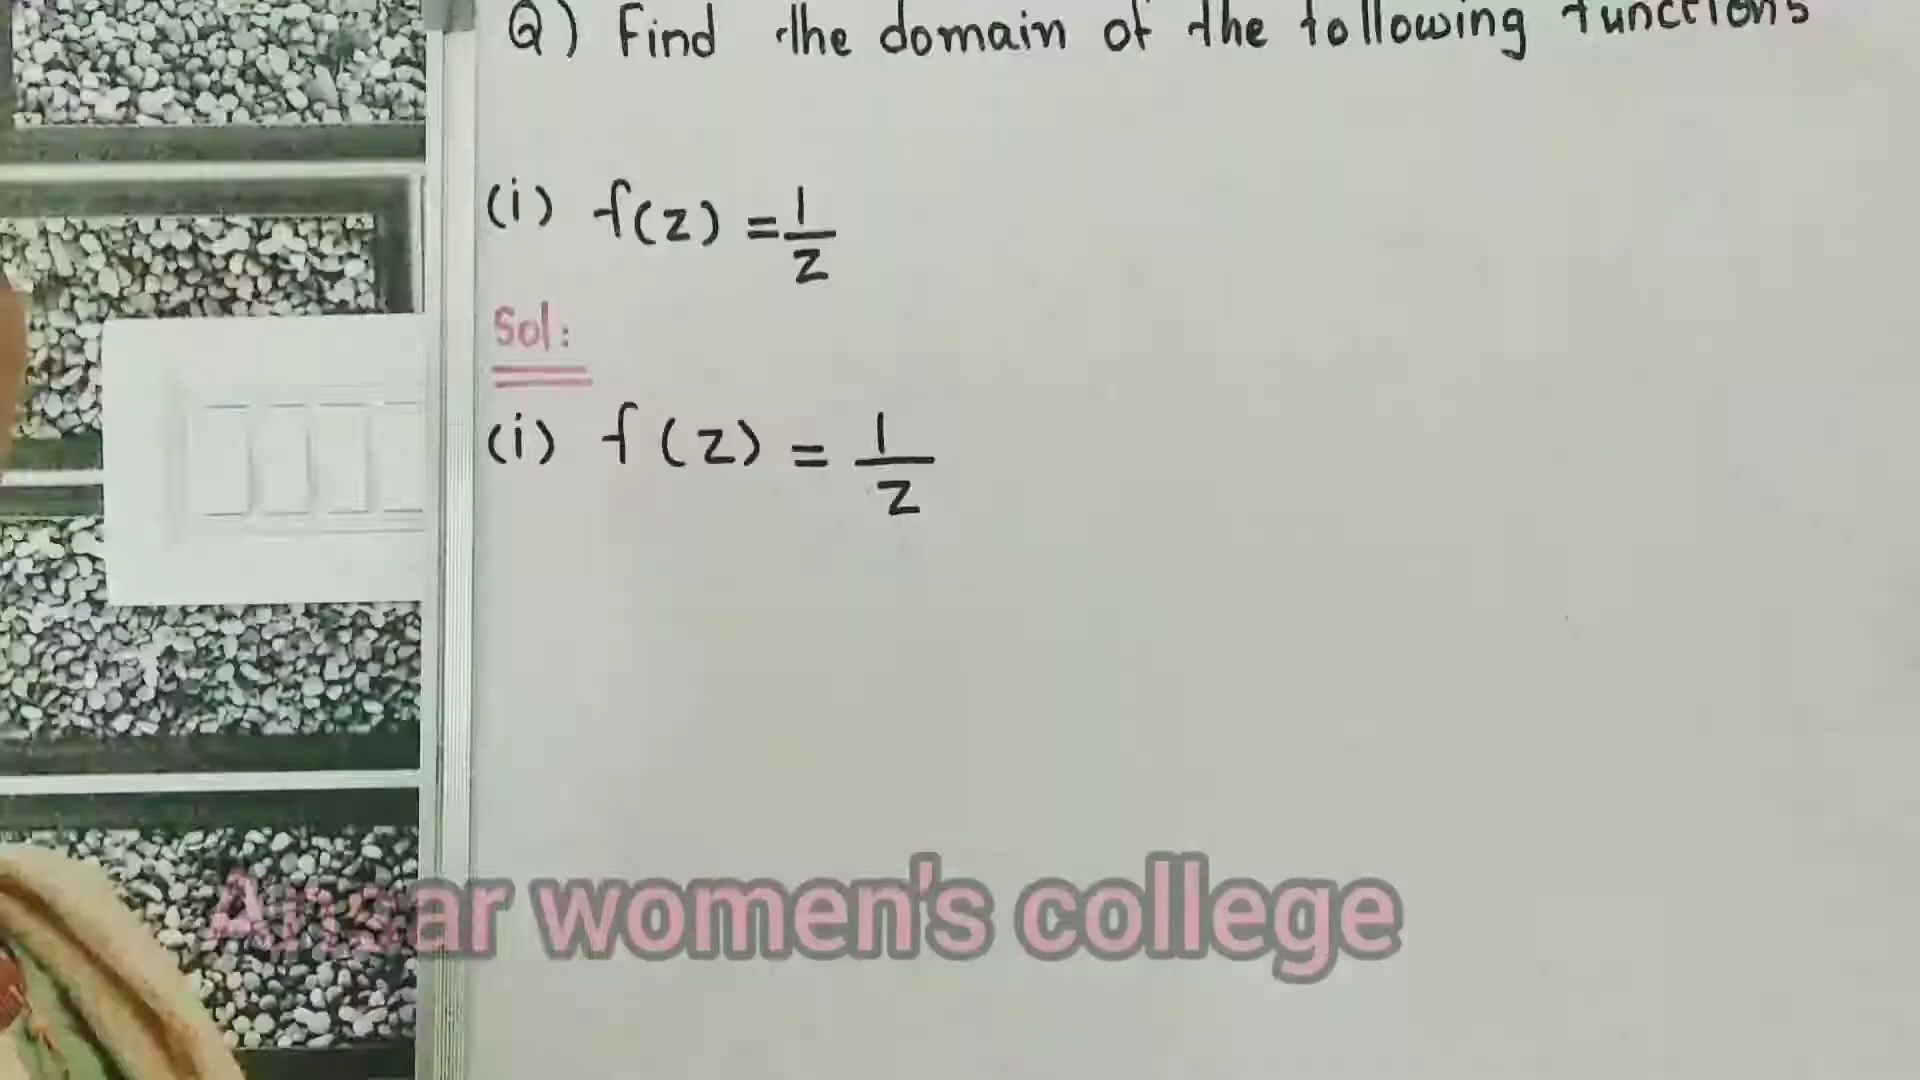 Q) Find the domain of the following functions
(i) f(z) = 1/z
Sol:
(i) f(z) = 1/z
women's college